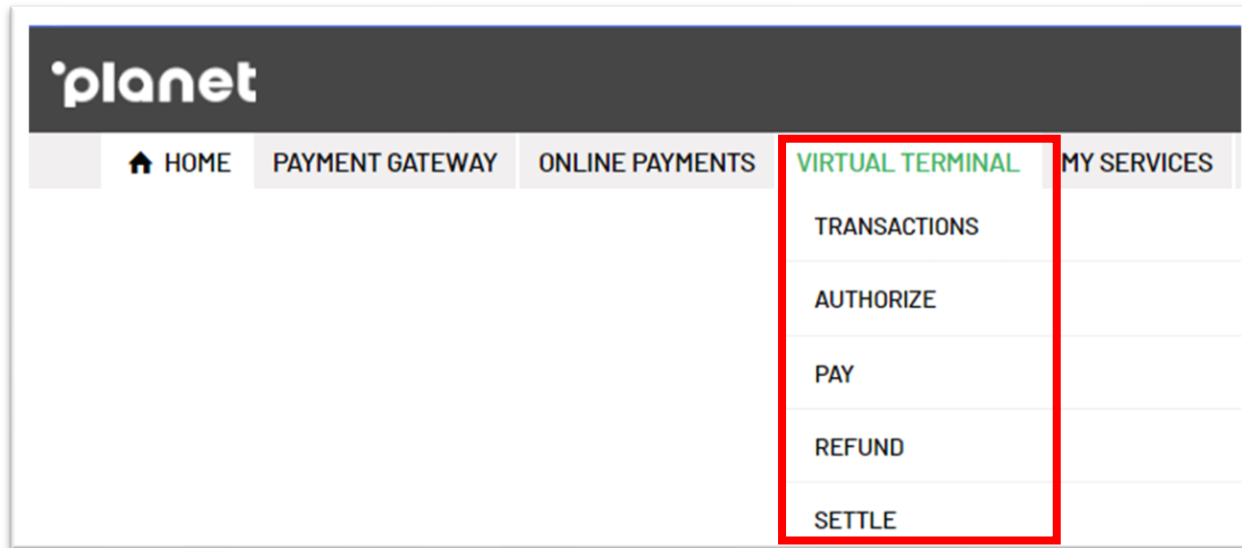 planet
HOME PAYMENT GATEWAY ONLINE PAYMENTS VIRTUAL TERMINAL MY SERVICES
TRANSACTIONS
AUTHORIZE
PAY
REFUND
SETTLE